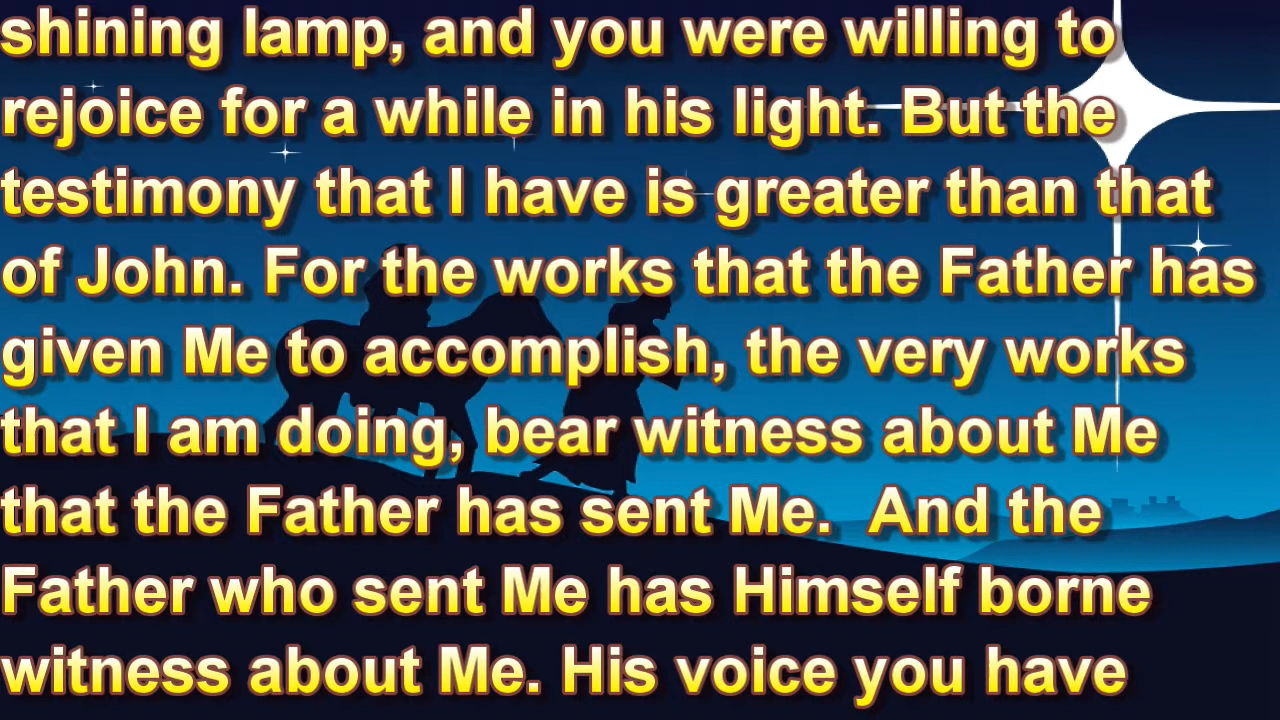 shining lamp, and you were willing to
rejoice for a while in his light. But the
testimony that I have is greater than that
of John. For the works that the Father has
given Me to accomplish, the very works
that I am doing, bear witness about Me
that the Father has sent Me.  And the
Father who sent Me has Himself borne
witness about Me. His voice you have